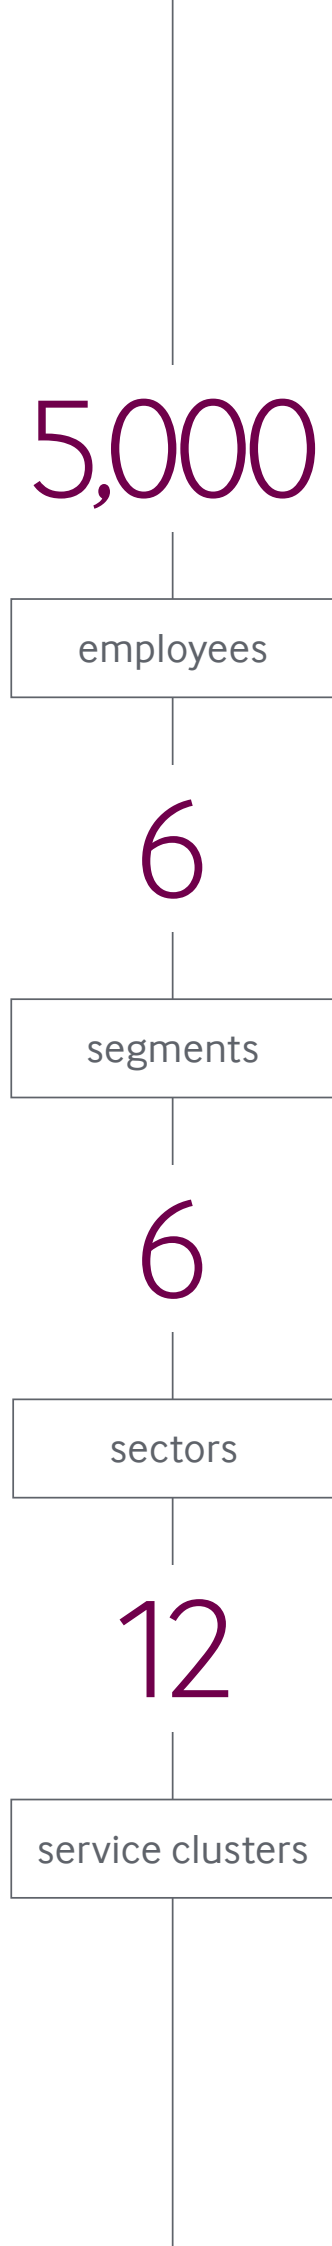 5,000
employees
6
segments
6
sectors
12
service clusters